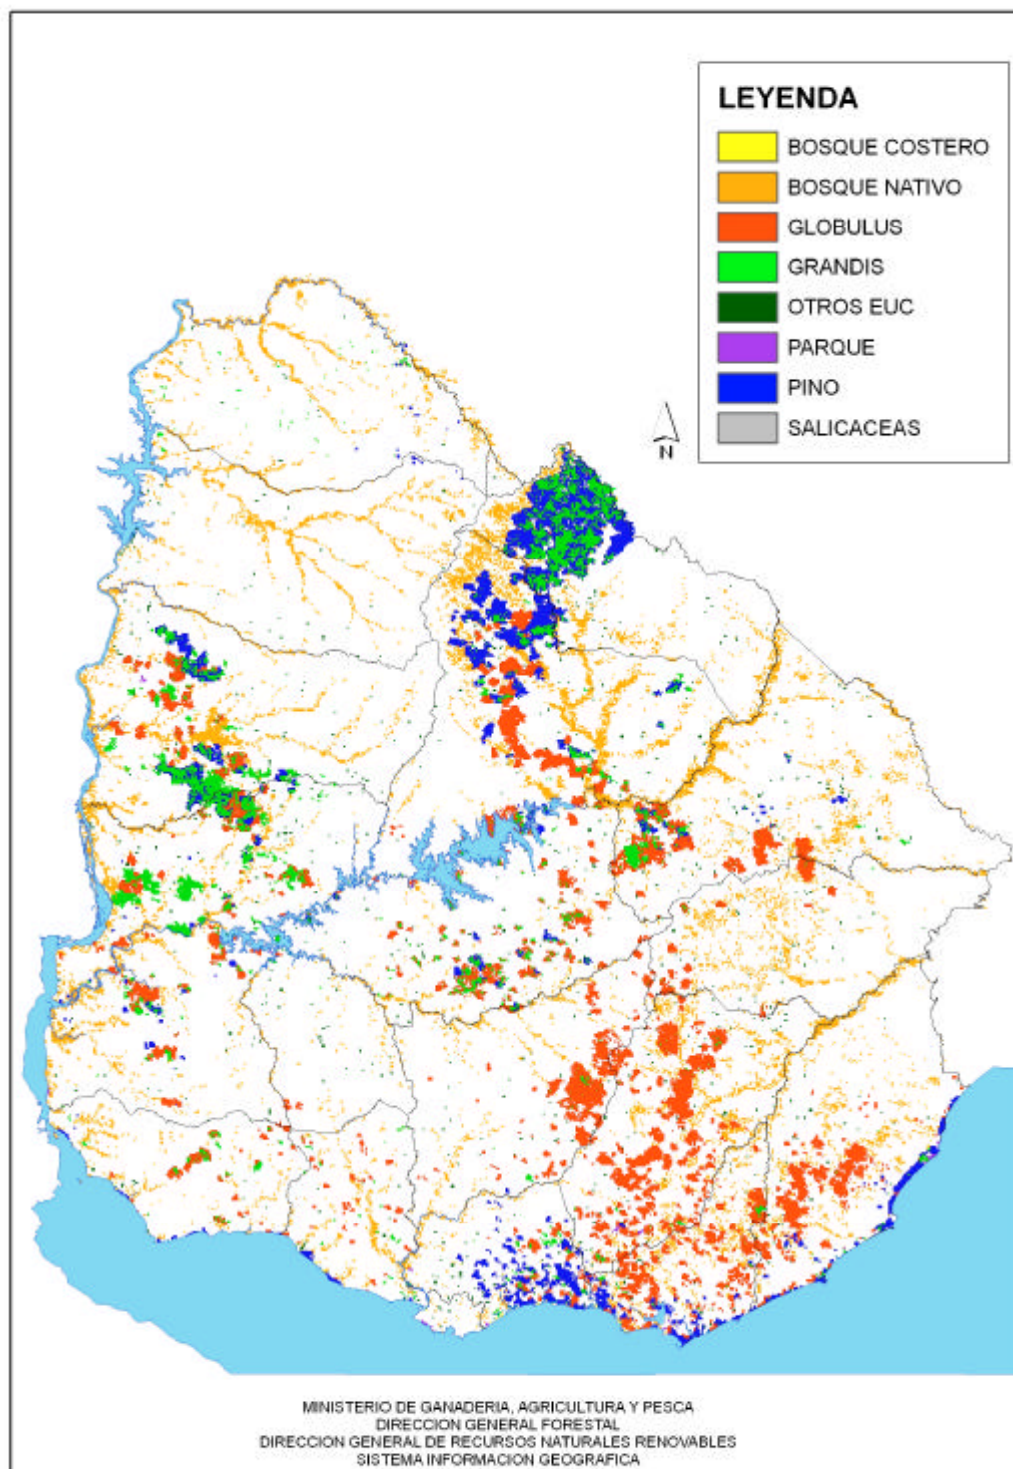 LEYENDA
BOSQUE COSTERO
BOSQUE NATIVO
GLOBULUS
GRANDIS
OTROS EUC
PARQUE
PINO
SALICACEAS
N
MINISTERIO DE GANADERIA, AGRICULTURA Y PESCA
DIRECCION GENERAL FORESTAL
DIRECCION GENERAL DE RECURSOS NATURALES RENOVABLES
SISTEMA INFORMACION GEOGRAFICA